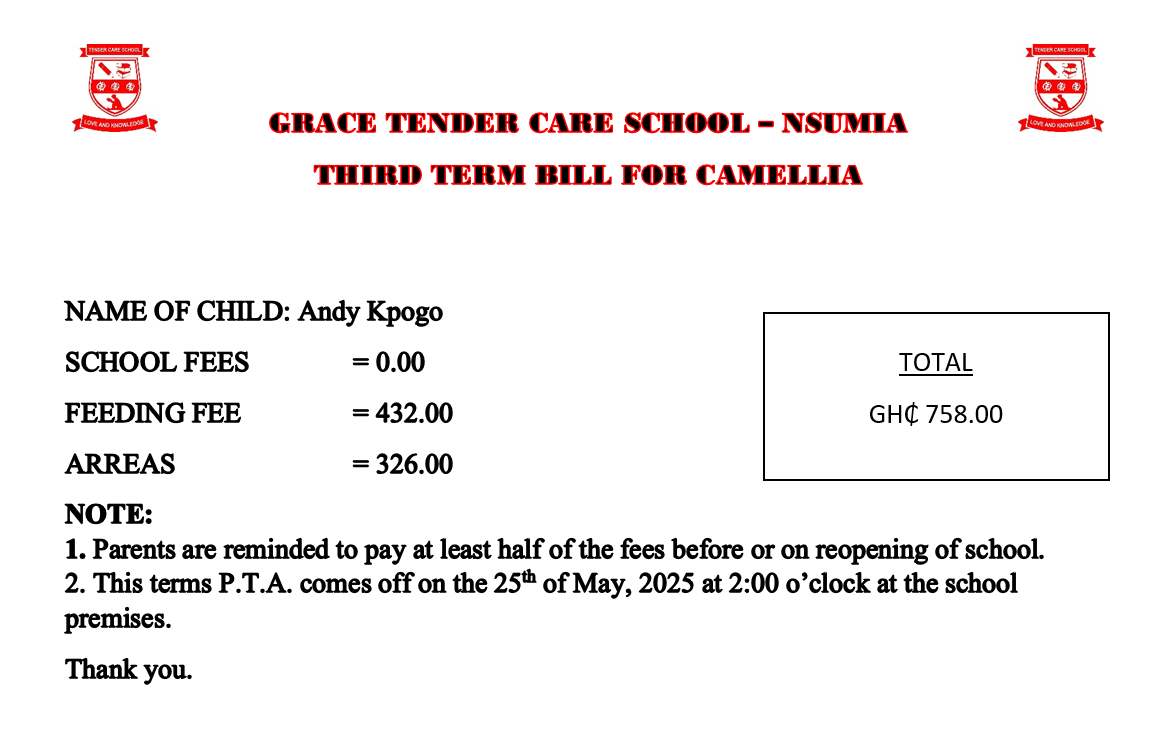 TENDER CARE SCHOOL
LOVE AND KNOWLEDGE
TENDER CARE SCHOOL
LOVE AND KNOWLEDGE
GRACE TENDER CARE SCHOOL – NSUMIA
THIRD TERM BILL FOR CAMELLIA
NAME OF CHILD: Andy Kpogo
SCHOOL FEES = 0.00
FEEDING FEE = 432.00
ARREAS = 326.00
TOTAL
GH₵ 758.00
NOTE:
1. Parents are reminded to pay at least half of the fees before or on reopening of school.
2. This terms P.T.A. comes off on the 25th of May, 2025 at 2:00 o’clock at the school
premises.
Thank you.